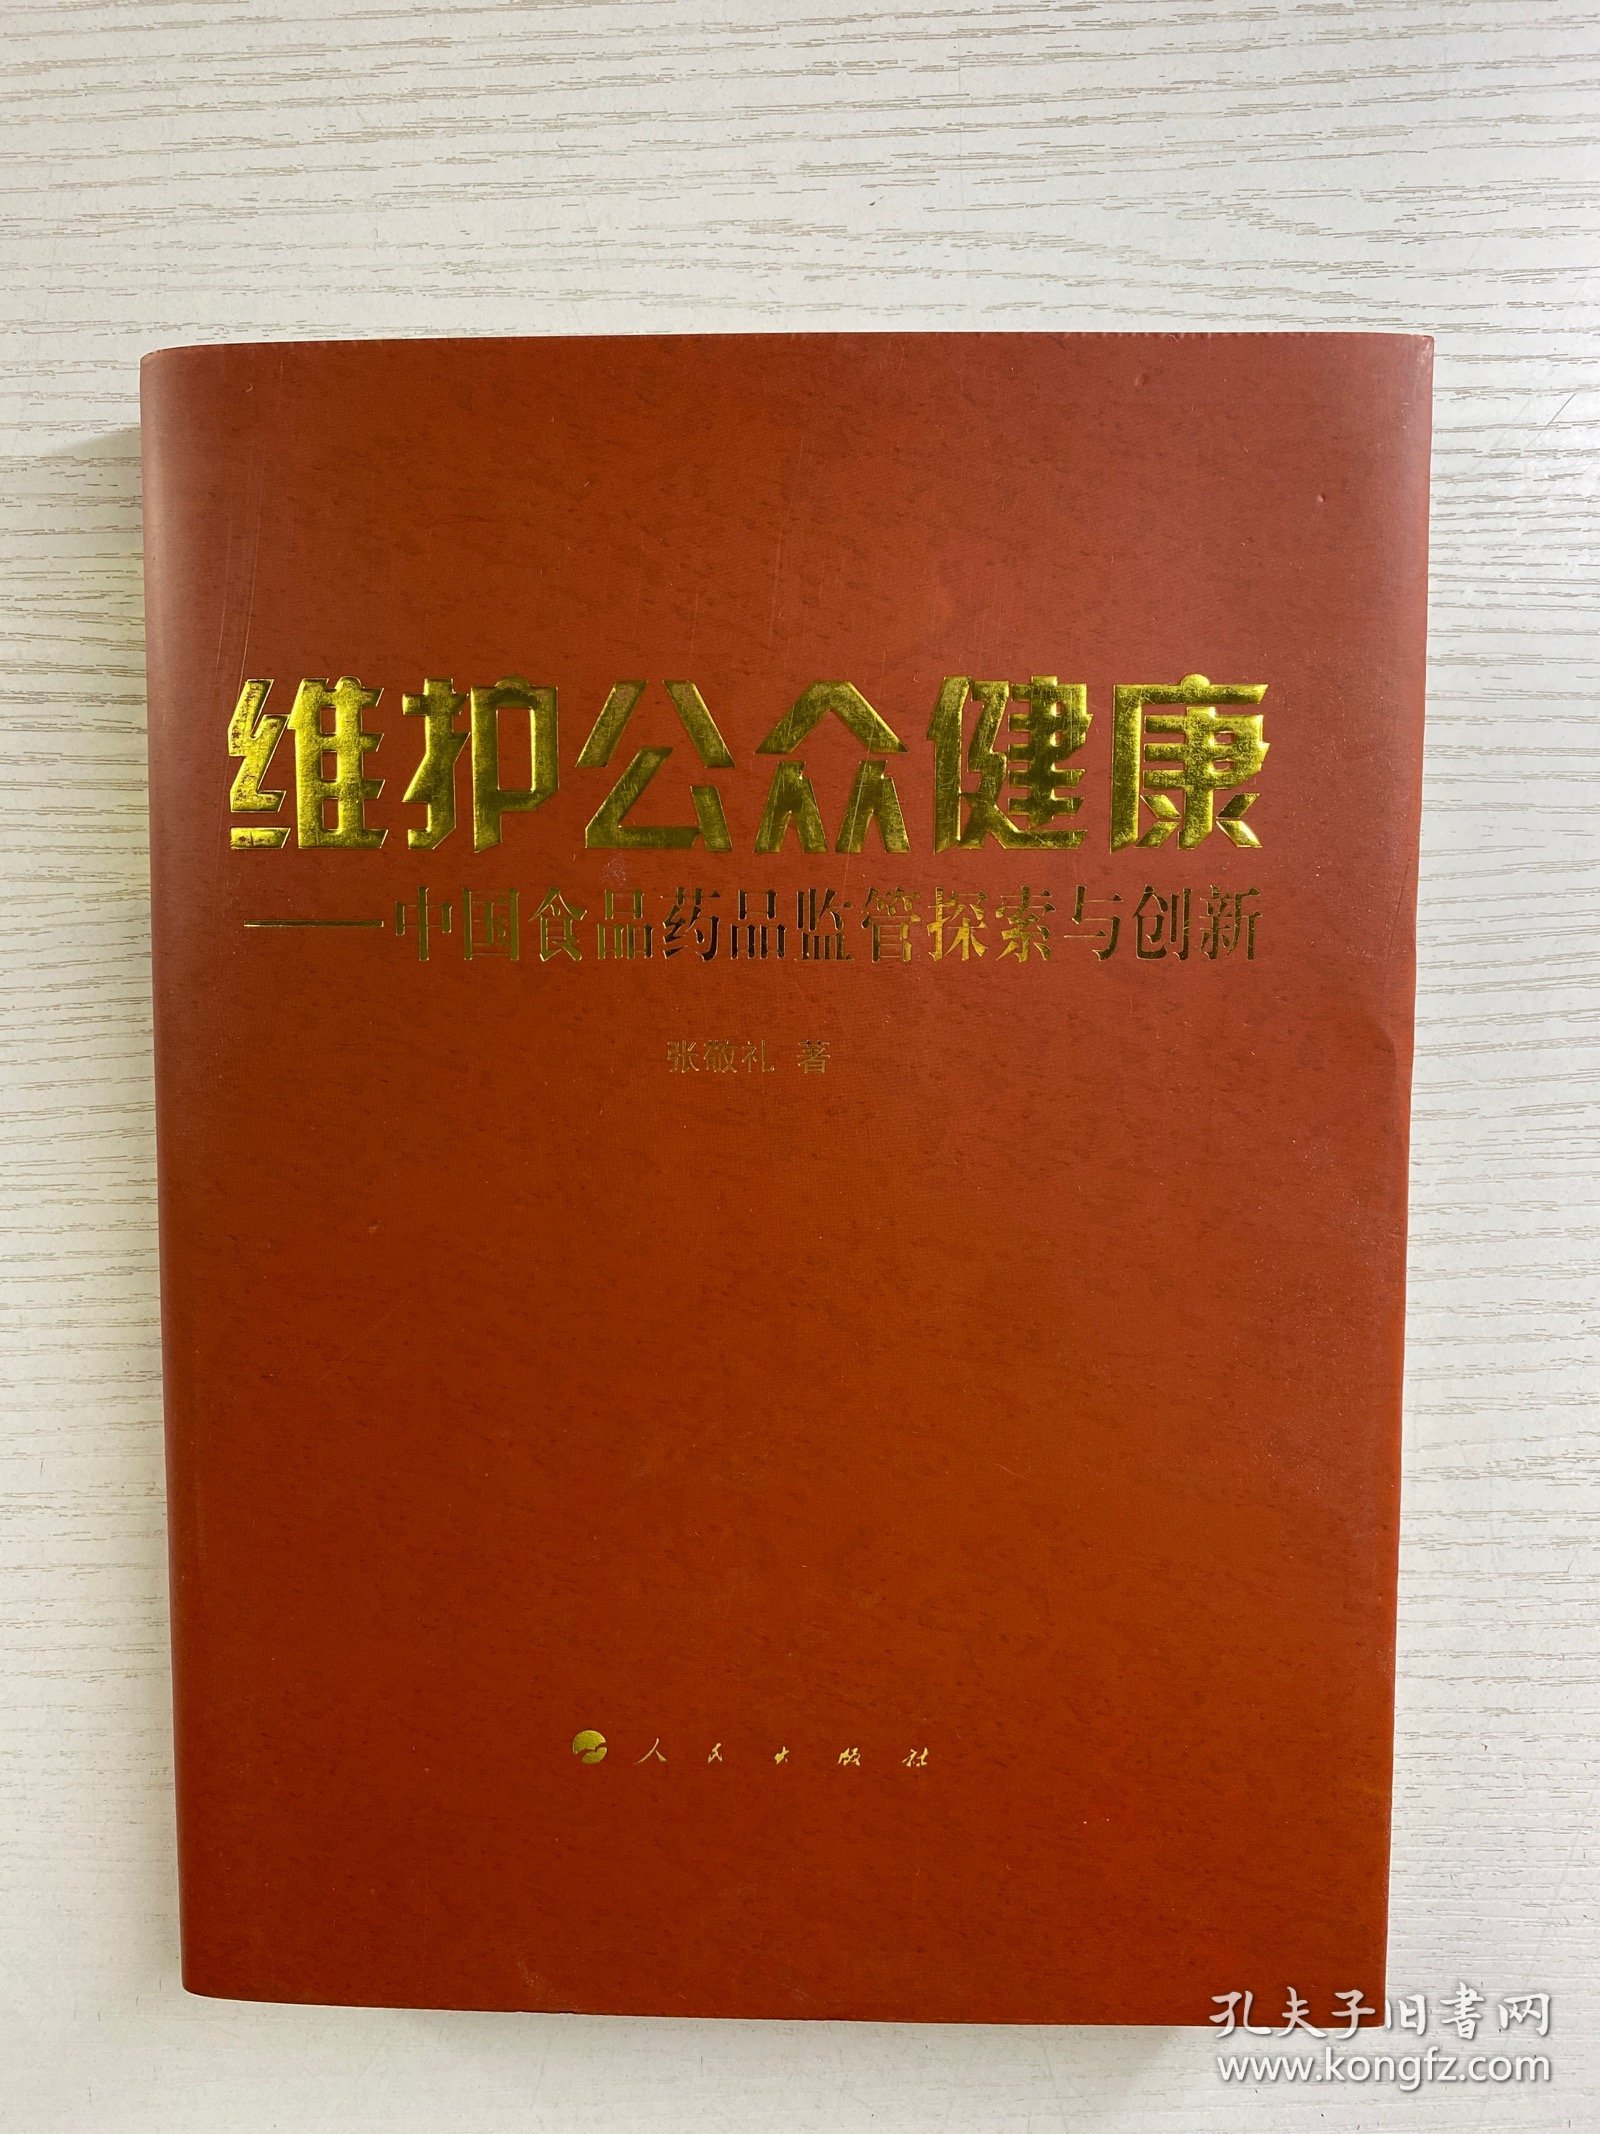 维护公众健康
——中国食品药品监管探索与创新
张敬礼 著
人民出版社
孔夫子旧书网
www.kongfz.com